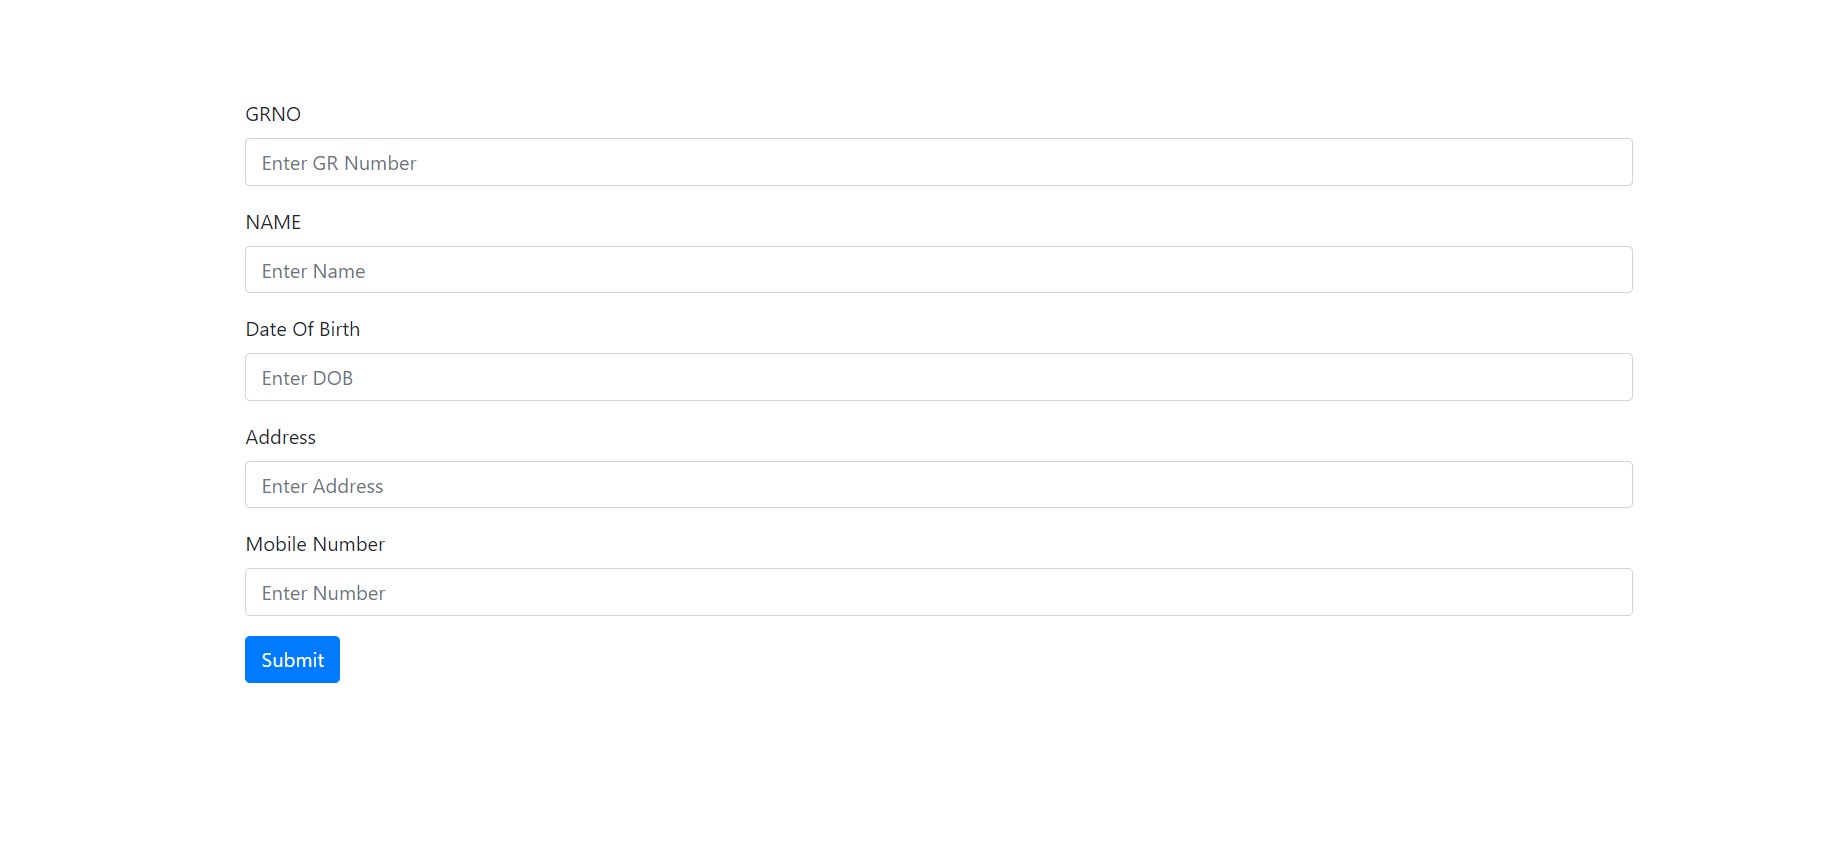 GRNO
Enter GR Number
NAME
Enter Name
Date Of Birth
Enter DOB
Address
Enter Address
Mobile Number
Enter Number
Submit